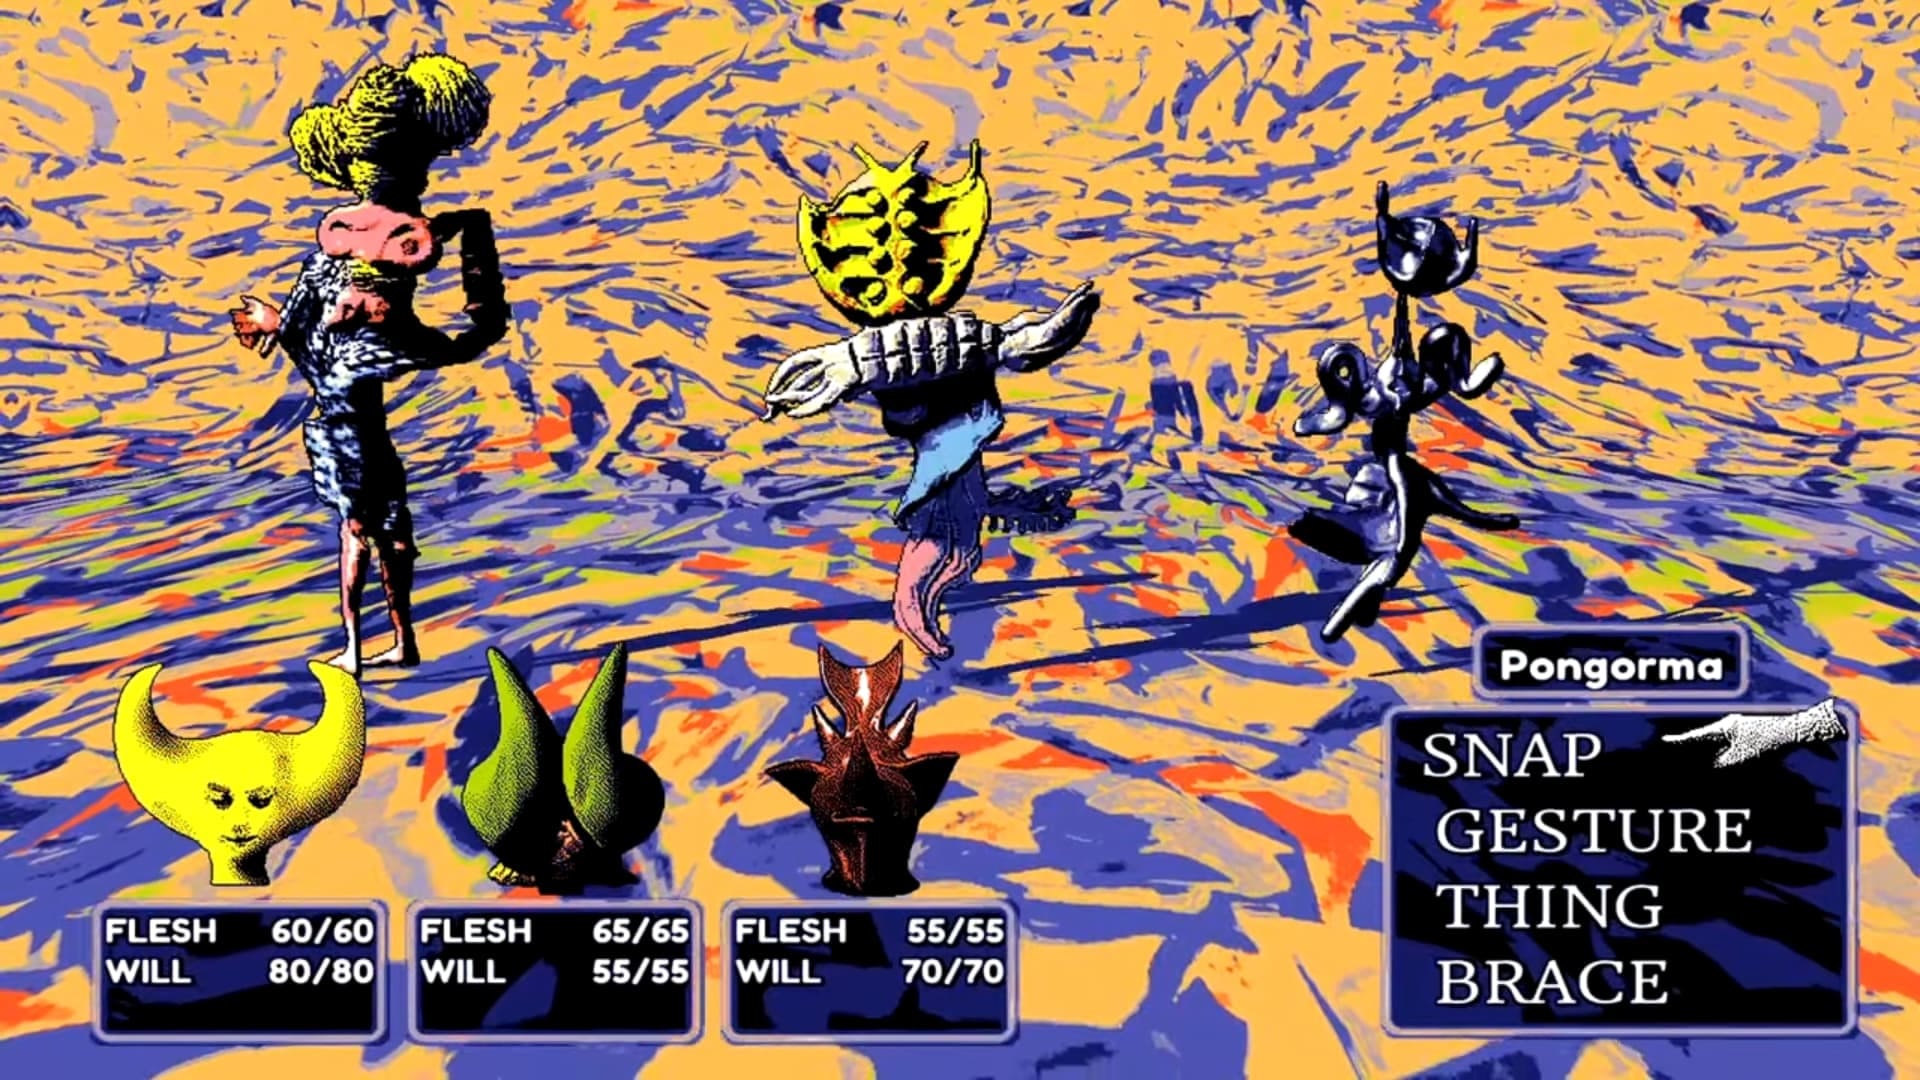 Pongorma
SNAP
GESTURE
THING
BRACE
FLESH 60/60
WILL 80/80
FLESH 65/65
WILL 55/55
FLESH 55/55
WILL 70/70